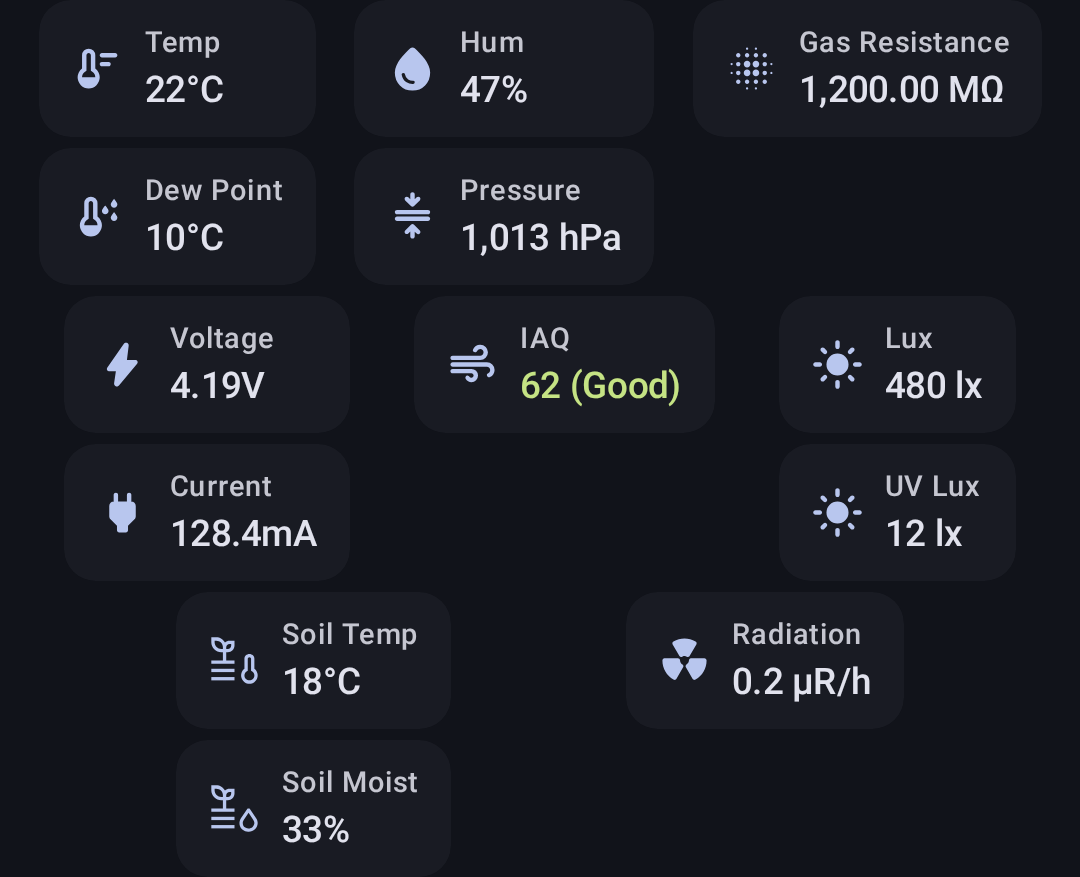 Temp
22°C
Hum
47%
Gas Resistance
1,200.00 MΩ
Dew Point
10°C
Pressure
1,013 hPa
Voltage
4.19V
IAQ
62 (Good)
Lux
480 lx
Current
128.4mA
UV Lux
12 lx
Soil Temp
18°C
Radiation
0.2 µR/h
Soil Moist
33%